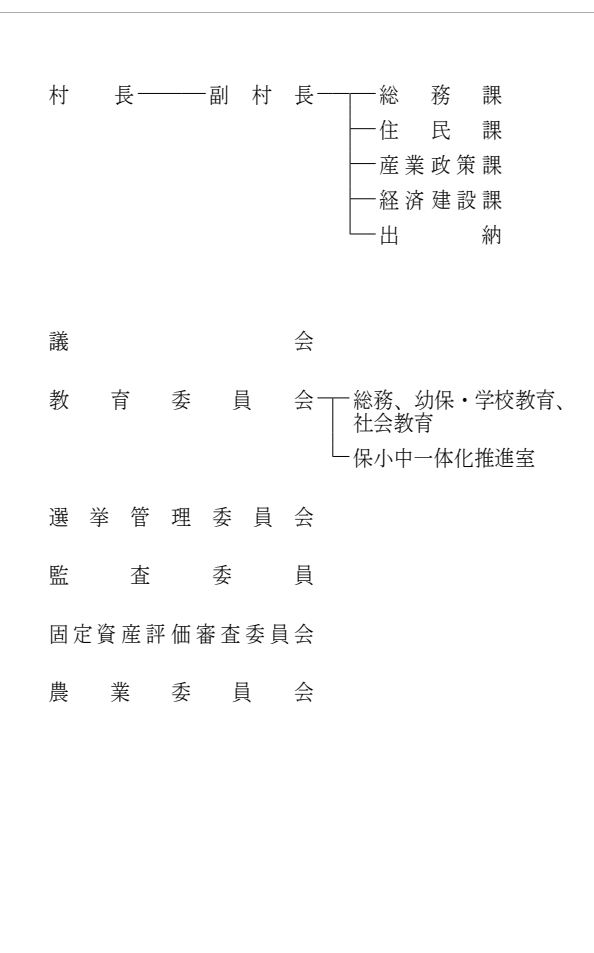 村長 副村長 総務課
住民課
産業政策課
経済建設課
出納
議会
教育委員会 総務、幼保・学校教育、
社会教育
保小中一体化推進室
選挙管理委員会
監査委員
固定資産評価審査委員会
農業委員会